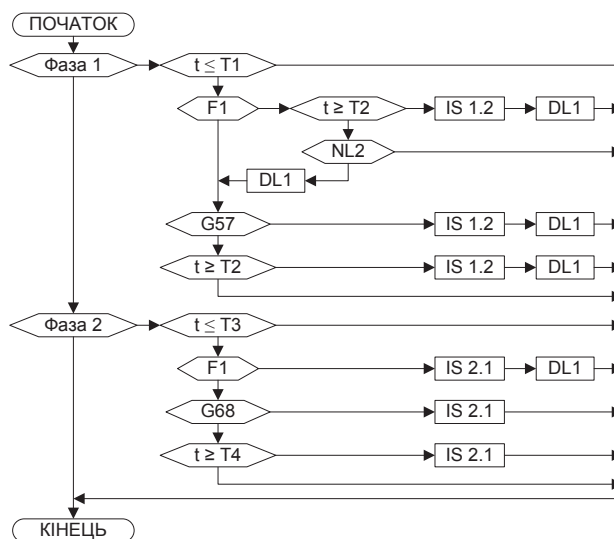 ПОЧАТОК
Фаза 1
t ≤ T1
F1
t ≥ T2
IS 1.2
DL1
NL2
DL1
G57
IS 1.2
DL1
t ≥ T2
IS 1.2
DL1
Фаза 2
t ≤ T3
F1
IS 2.1
DL1
G68
IS 2.1
t ≥ T4
IS 2.1
КІНЕЦЬ